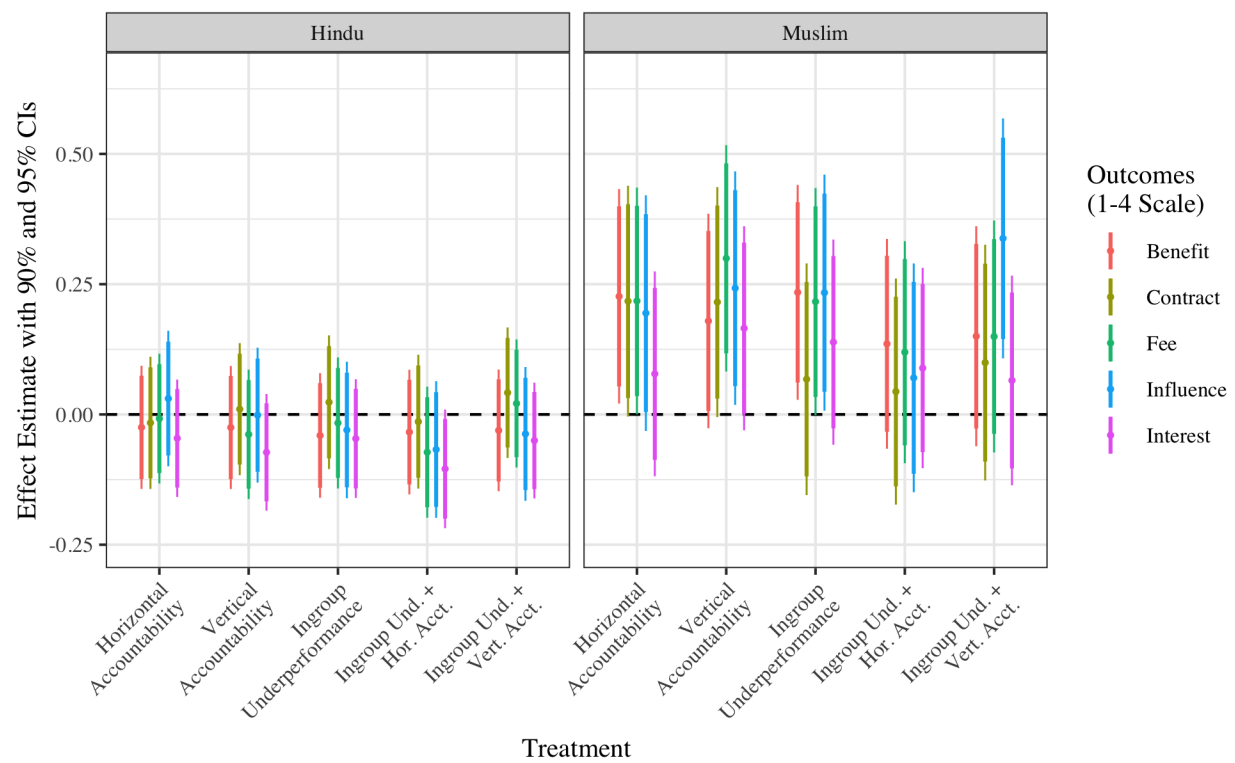 Hindu
Muslim
Effect Estimate with 90% and 95% CIs
0.50
0.25
0.00
-0.25
Horizontal
Accountability
Vertical
Accountability
Ingroup
Underperformance
Ingroup Und. +
Hor. Acct.
Ingroup Und. +
Vert. Acct.
Horizontal
Accountability
Vertical
Accountability
Ingroup
Underperformance
Ingroup Und. +
Hor. Acct.
Ingroup Und. +
Vert. Acct.
Treatment
Outcomes
(1-4 Scale)
Benefit
Contract
Fee
Influence
Interest